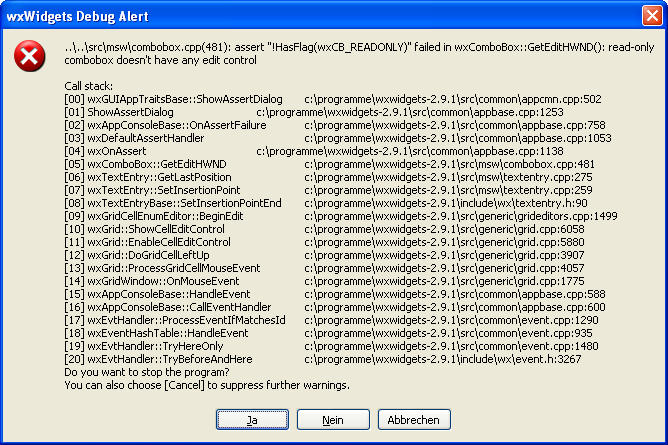 wxWidgets Debug Alert
..\..\src\msw\combobox.cpp(481): assert "!HasFlag(wxCB_READONLY)" failed in wxComboBox::GetEditHWND(): read-only
combobox doesn't have any edit control
Call stack:
[00] wxGUIAppTraitsBase::ShowAssertDialog c:\programme\wxwidgets-2.9.1\src\common\appcmn.cpp:502
[01] ShowAssertDialog c:\programme\wxwidgets-2.9.1\src\common\appbase.cpp:1253
[02] wxAppConsoleBase::OnAssertFailure c:\programme\wxwidgets-2.9.1\src\common\appbase.cpp:758
[03] wxDefaultAssertHandler c:\programme\wxwidgets-2.9.1\src\common\appbase.cpp:1053
[04] wxOnAssert c:\programme\wxwidgets-2.9.1\src\common\appbase.cpp:1138
[05] wxComboBox::GetEditHWND c:\programme\wxwidgets-2.9.1\src\msw\combobox.cpp:481
[06] wxTextEntry::GetLastPosition c:\programme\wxwidgets-2.9.1\src\msw\textentry.cpp:275
[07] wxTextEntry::SetInsertionPoint c:\programme\wxwidgets-2.9.1\src\msw\textentry.cpp:259
[08] wxTextEntryBase::SetInsertionPointEnd c:\programme\wxwidgets-2.9.1\include\wx\textentry.h:90
[09] wxGridCellEnumEditor::BeginEdit c:\programme\wxwidgets-2.9.1\src\generic\grideditors.cpp:1499
[10] wxGrid::ShowCellEditControl c:\programme\wxwidgets-2.9.1\src\generic\grid.cpp:6058
[11] wxGrid::EnableCellEditControl c:\programme\wxwidgets-2.9.1\src\generic\grid.cpp:5880
[12] wxGrid::DoGridCellLeftUp c:\programme\wxwidgets-2.9.1\src\generic\grid.cpp:3907
[13] wxGrid::ProcessGridCellMouseEvent c:\programme\wxwidgets-2.9.1\src\generic\grid.cpp:4057
[14] wxGridWindow::OnMouseEvent c:\programme\wxwidgets-2.9.1\src\generic\grid.cpp:1775
[15] wxAppConsoleBase::HandleEvent c:\programme\wxwidgets-2.9.1\src\common\appbase.cpp:588
[16] wxAppConsoleBase::CallEventHandler c:\programme\wxwidgets-2.9.1\src\common\appbase.cpp:600
[17] wxEvtHandler::ProcessEventIfMatchesId c:\programme\wxwidgets-2.9.1\src\common\event.cpp:1290
[18] wxEventHashTable::HandleEvent c:\programme\wxwidgets-2.9.1\src\common\event.cpp:935
[19] wxEvtHandler::TryHereOnly c:\programme\wxwidgets-2.9.1\src\common\event.cpp:1480
[20] wxEvtHandler::TryBeforeAndHere c:\programme\wxwidgets-2.9.1\include\wx\event.h:3267
Do you want to stop the program?
You can also choose [Cancel] to suppress further warnings.
Ja Nein Abbrechen